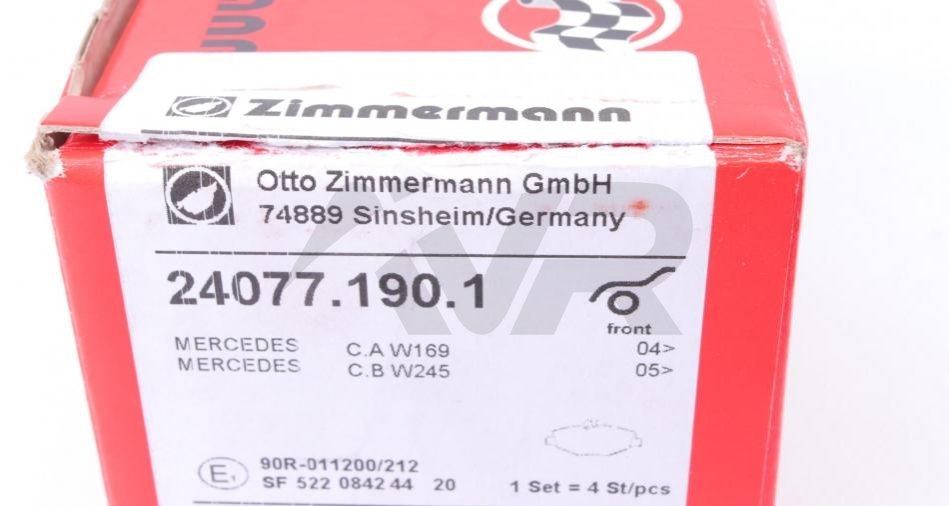 Zimmermann
Otto Zimmermann GmbH
74889 Sinsheim/Germany
24077.190.1
front
MERCEDES C.A W169 04>
MERCEDES C.B W245 05>
E1 90R-011200/212
SF 522 0842 44 20 1 Set = 4 St/pcs